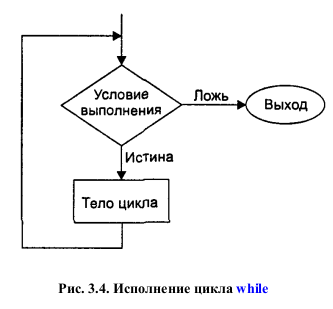 Условие
выполнения
Ложь
Выход
Истина
Тело цикла
Рис. 3.4. Исполнение цикла while